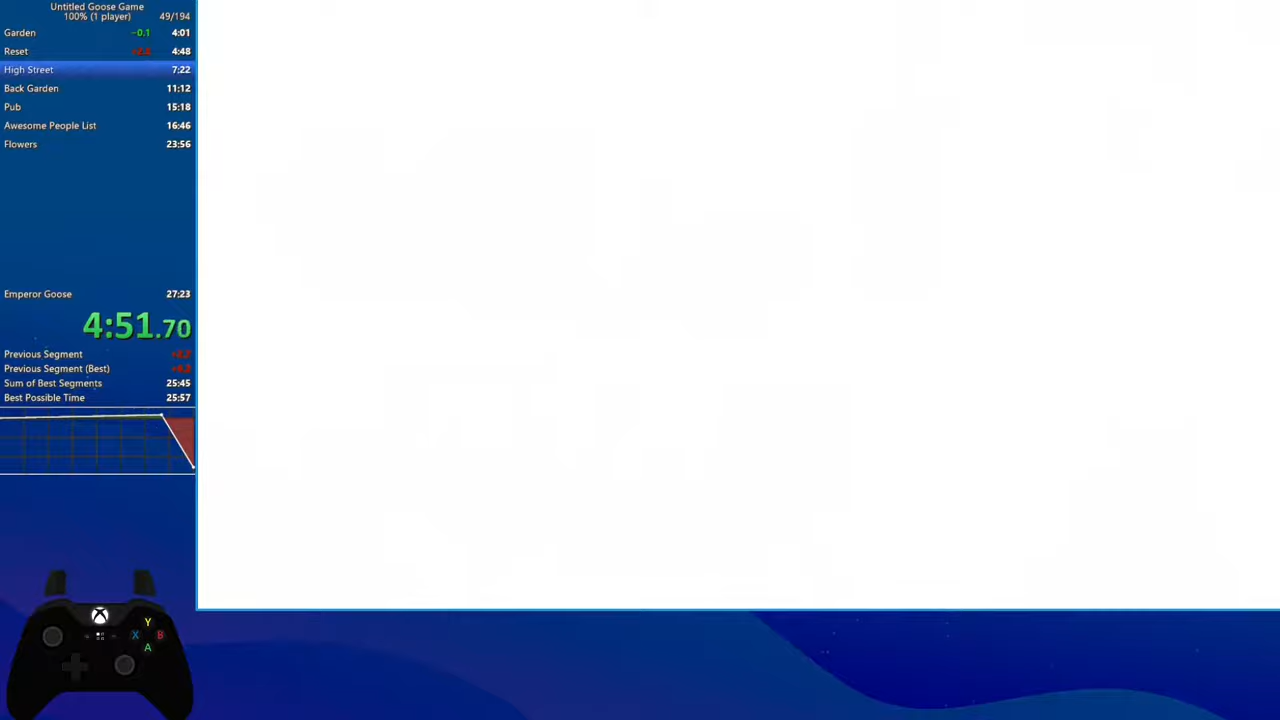 Untitled Goose Game
100% (1 player) 49/194
Garden −0.1 4:01
Reset 4:48
High Street 7:22
Back Garden 11:12
Pub 15:18
Awesome People List 16:46
Flowers 23:56
Emperor Goose 27:23
4:51.70
Previous Segment
Previous Segment (Best)
Sum of Best Segments 25:45
Best Possible Time 25:57
Y
X B
A